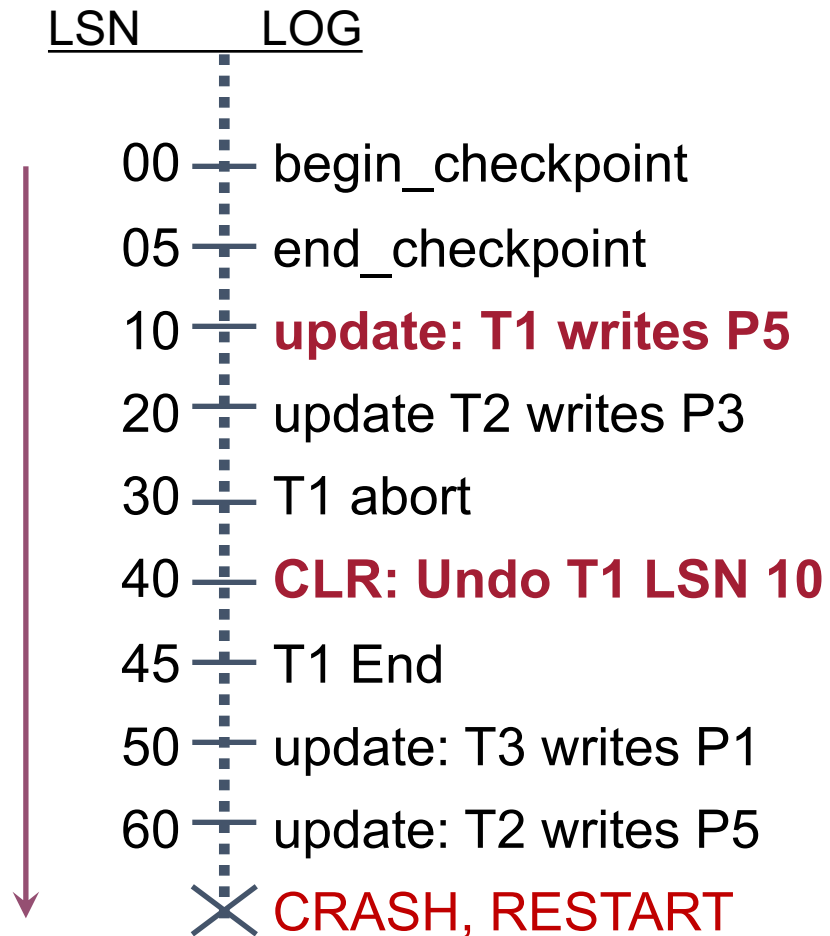 LSN LOG
00 begin_checkpoint
05 end_checkpoint
10 update: T1 writes P5
20 update T2 writes P3
30 T1 abort
40 CLR: Undo T1 LSN 10
45 T1 End
50 update: T3 writes P1
60 update: T2 writes P5
CRASH, RESTART